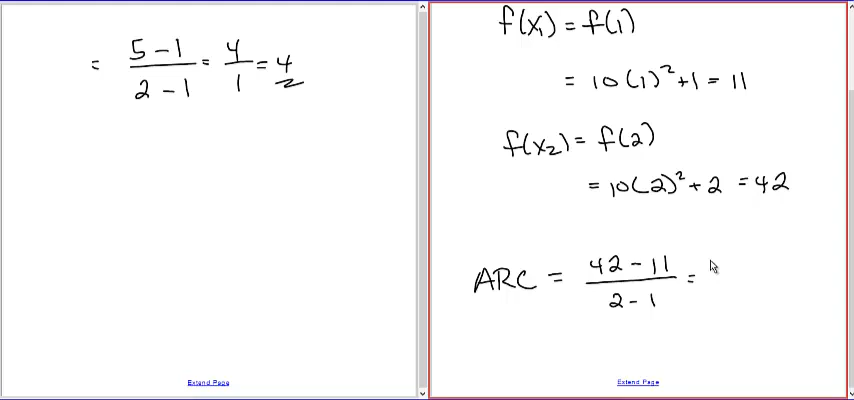 = 5 - 1 / 2 - 1 = 4 / 1 = 4
Extend Page
f(x₁) = f(1)
= 10(1)² + 1 = 11
f(x₂) = f(2)
= 10(2)² + 2 = 42
ARC = 42 - 11 / 2 - 1 =
Extend Page